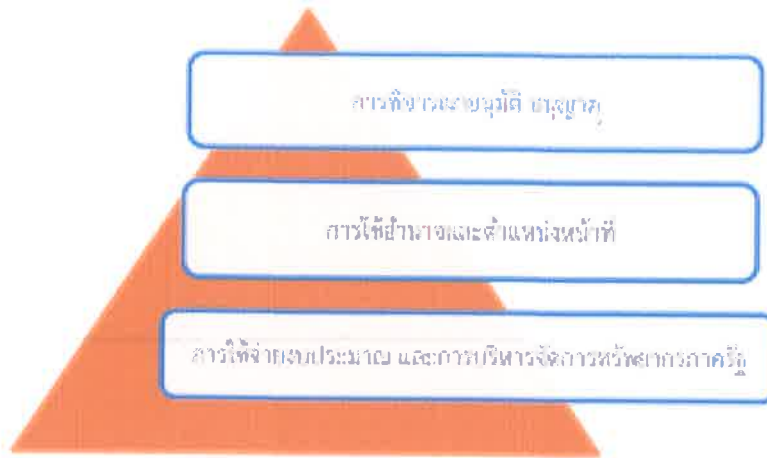 การพิจารณาอนุมัติ อนุญาต
การใช้อำนาจและตำแหน่งหน้าที่
การใช้จ่ายงบประมาณ และการบริหารจัดการทรัพยากรภาครัฐ